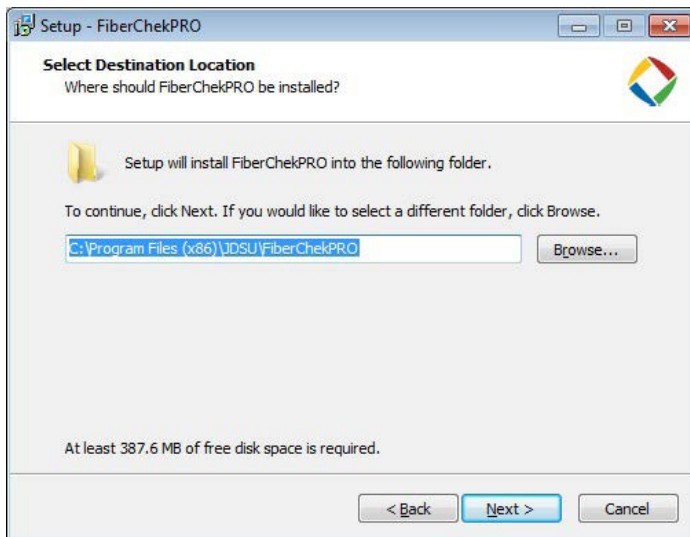 Setup - FiberChekPRO
Select Destination Location
Where should FiberChekPRO be installed?
Setup will install FiberChekPRO into the following folder.
To continue, click Next. If you would like to select a different folder, click Browse.
C:\Program Files (x86)\JDSU\FiberChekPRO
Browse...
At least 387.6 MB of free disk space is required.
< Back
Next >
Cancel